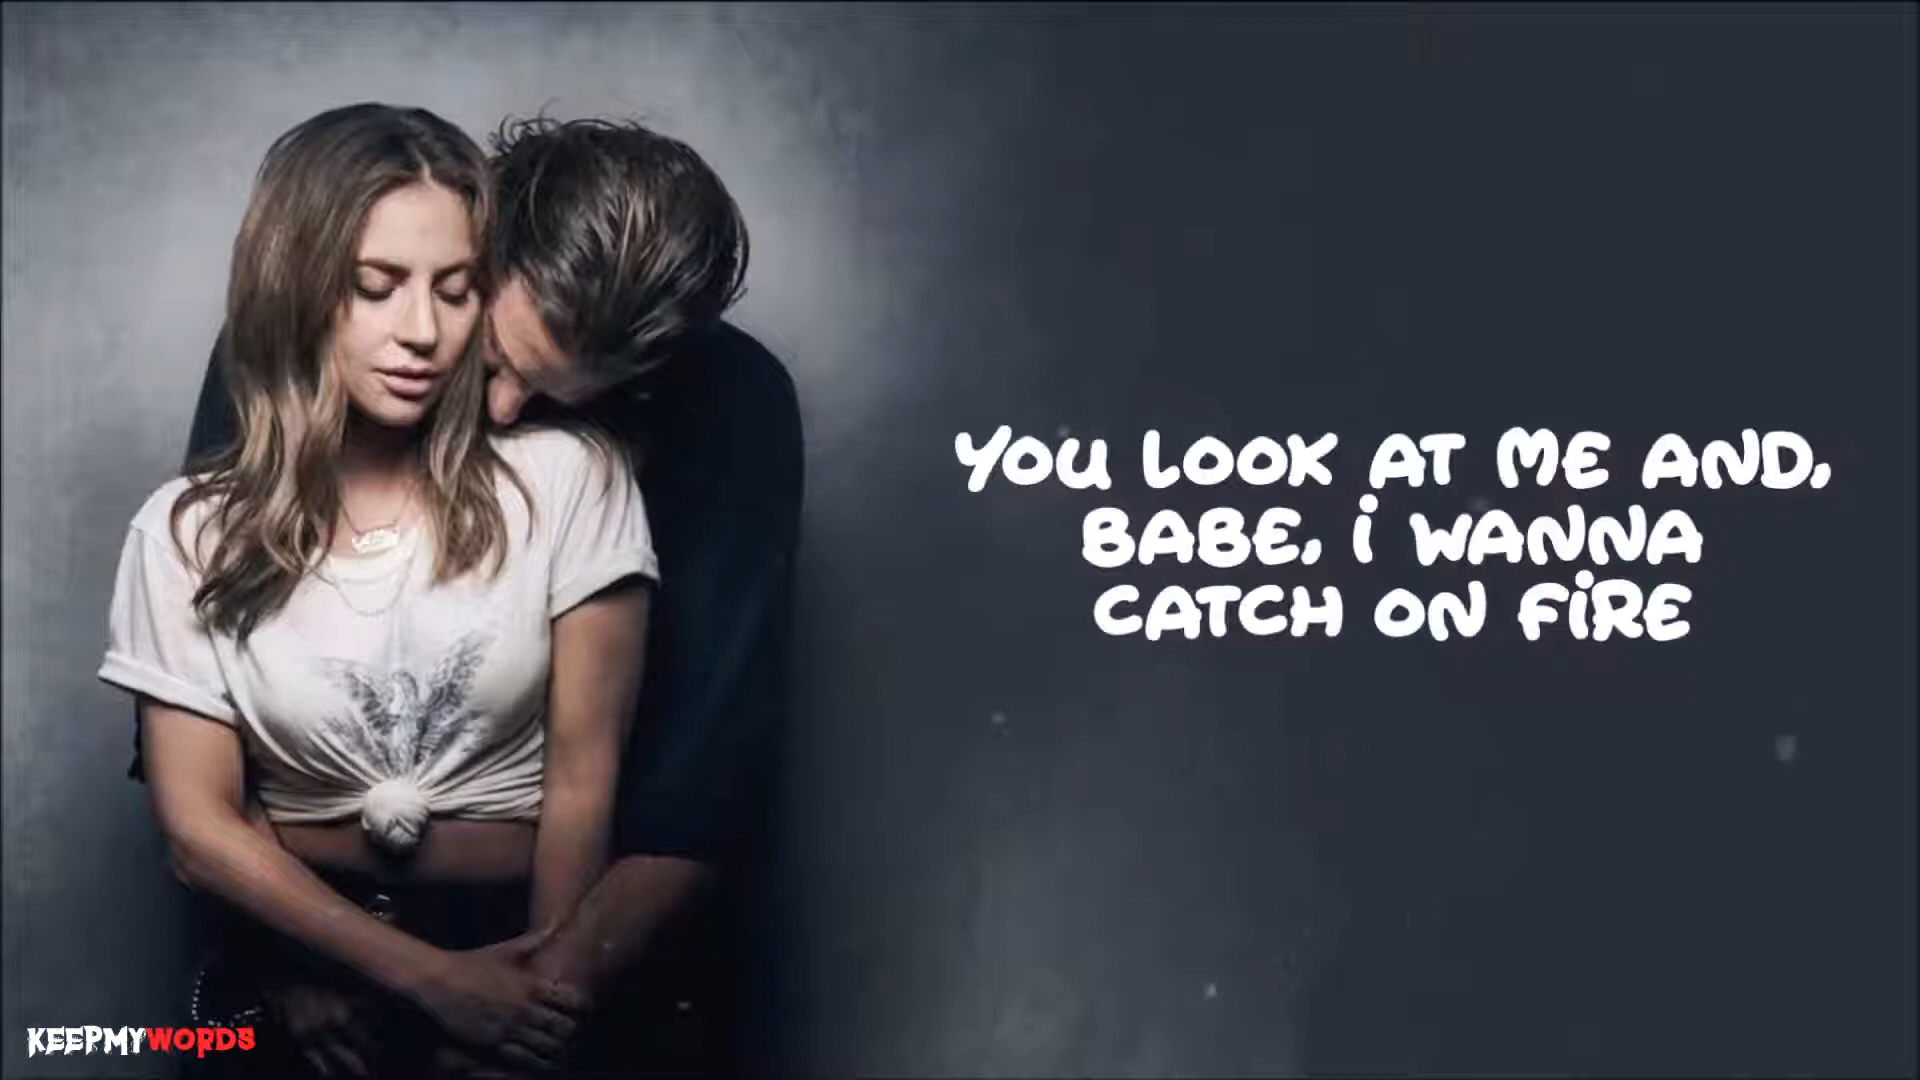 YOU LOOK AT ME AND,
BABE, i WANNA
CATCH ON FiRE
KEEPMYWORDS